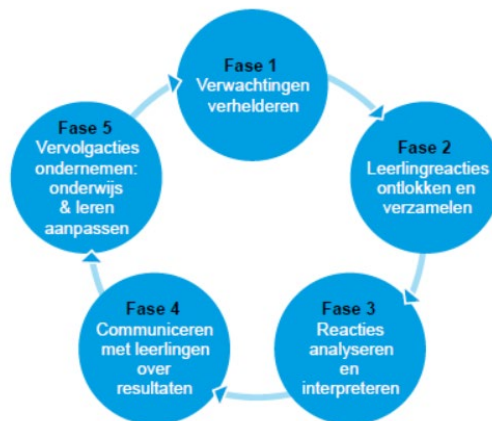 Fase 1
Verwachtingen
verhelderen
Fase 2
Leerlingreacties
ontlokken en
verzamelen
Fase 3
Reacties
analyseren
en
interpreteren
Fase 4
Communiceren
met leerlingen
over
resultaten
Fase 5
Vervolgacties
ondernemen:
onderwijs
& leren
aanpassen